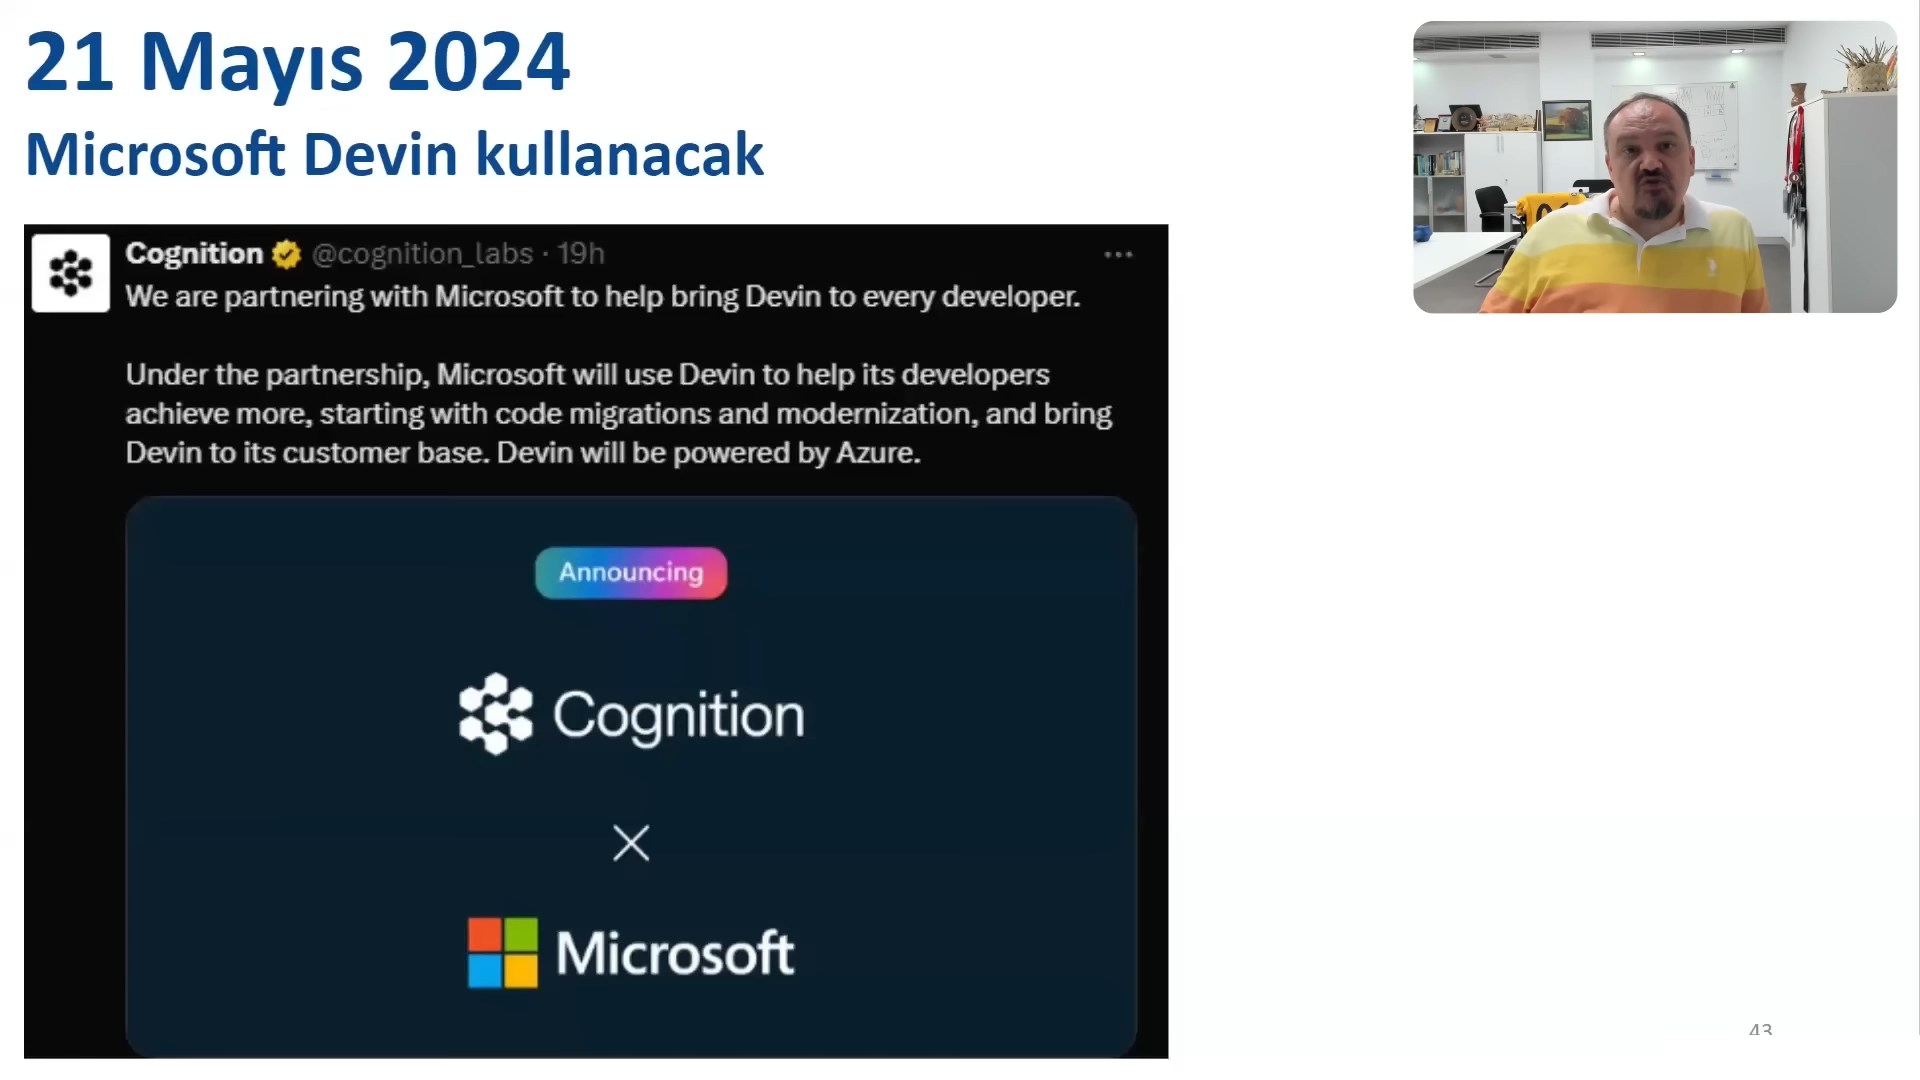 21 Mayıs 2024
Microsoft Devin kullanacak
Cognition @cognition_labs · 19h
We are partnering with Microsoft to help bring Devin to every developer.
Under the partnership, Microsoft will use Devin to help its developers
achieve more, starting with code migrations and modernization, and bring
Devin to its customer base. Devin will be powered by Azure.
Announcing
Cognition
×
Microsoft
43